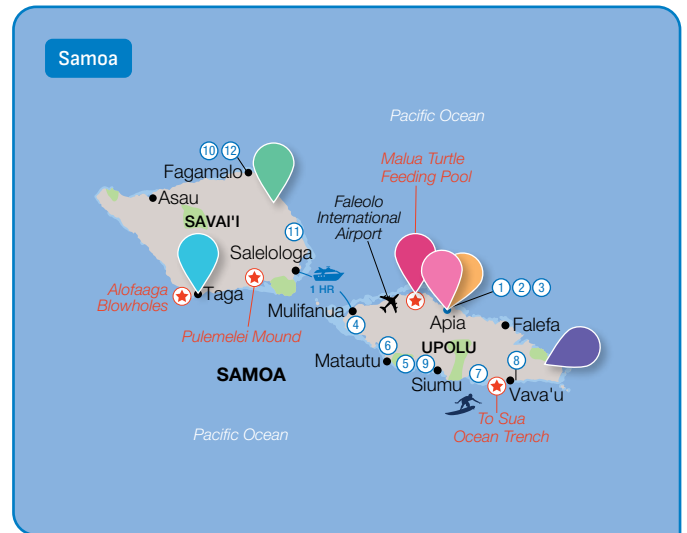 Samoa
Pacific Ocean
Malua Turtle
Feeding Pool
10 12
Fagamalo
Asau
Faleolo
International
Airport
SAVAI'I
11
Salelologa
1 HR
Alofaaga
Blowholes
Taga
Mulifanua
4
1 2 3
Apia
Falefa
Pulemelei Mound
UPOLU
6
Matautu
5 9
8
7
SAMOA
Siumu
Vava'u
To Sua
Ocean Trench
Pacific Ocean